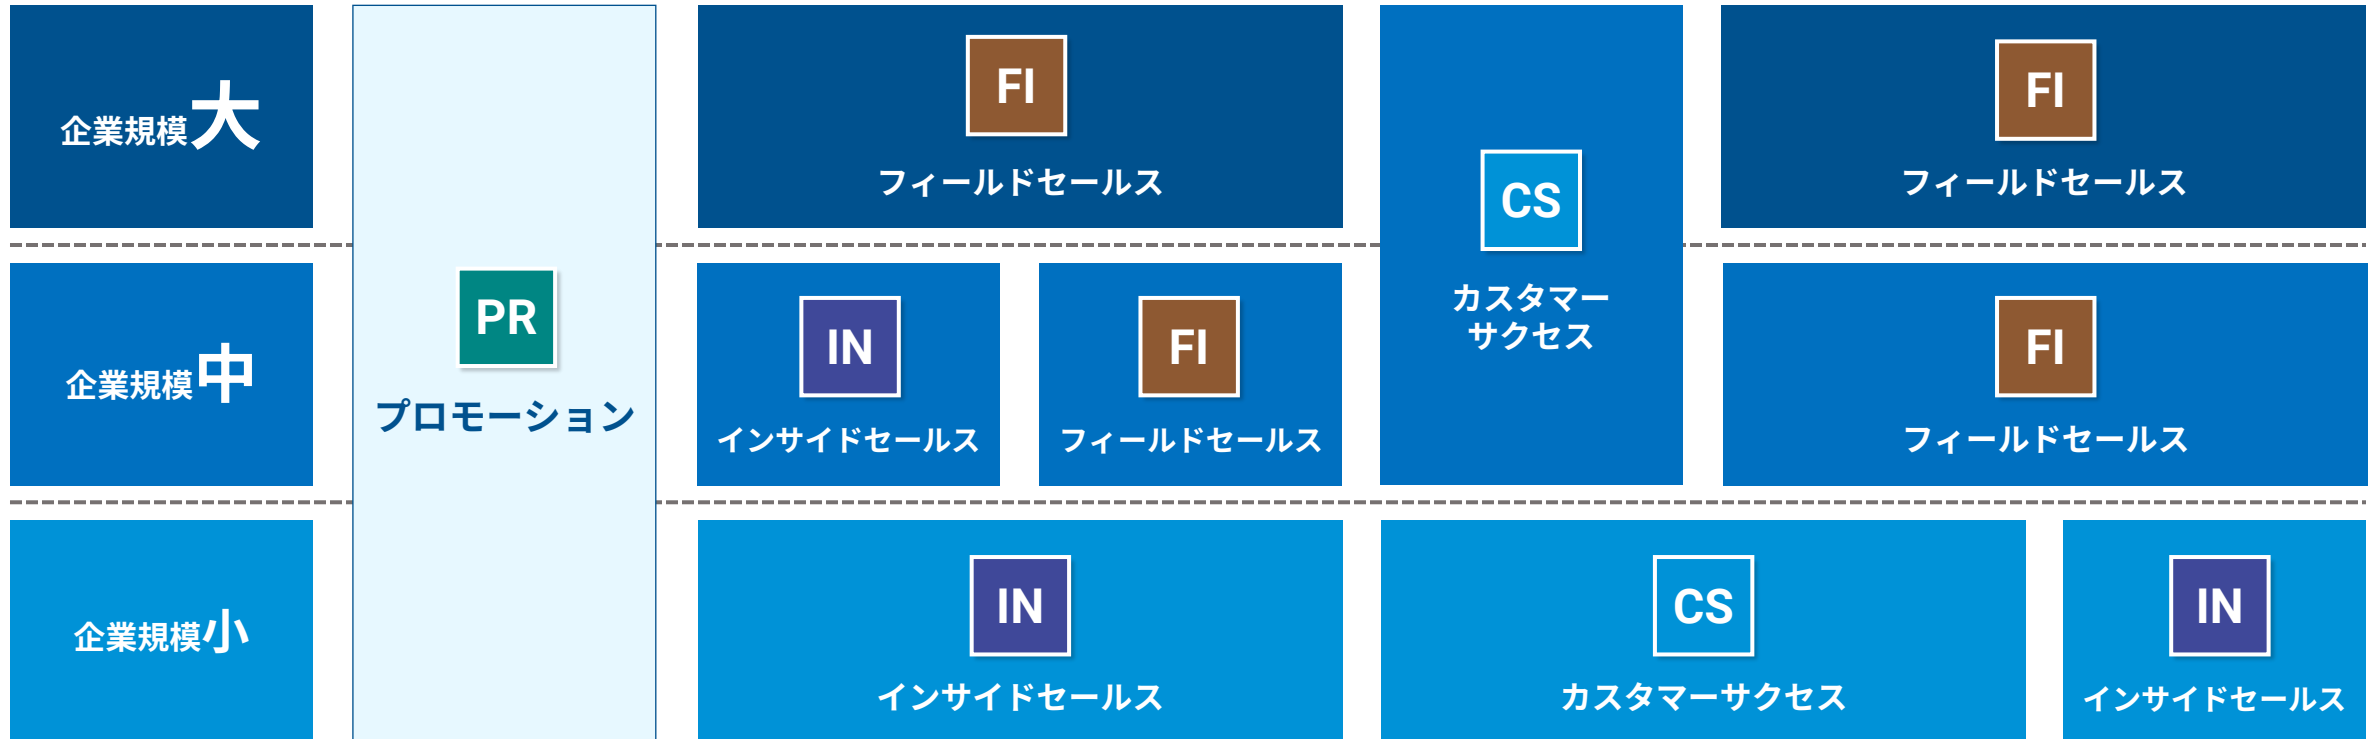 企業規模大
PR
プロモーション
FI
フィールドセールス
CS
カスタマー
サクセス
FI
フィールドセールス
企業規模中
IN
インサイドセールス
FI
フィールドセールス
FI
フィールドセールス
企業規模小
IN
インサイドセールス
CS
カスタマーサクセス
IN
インサイドセールス